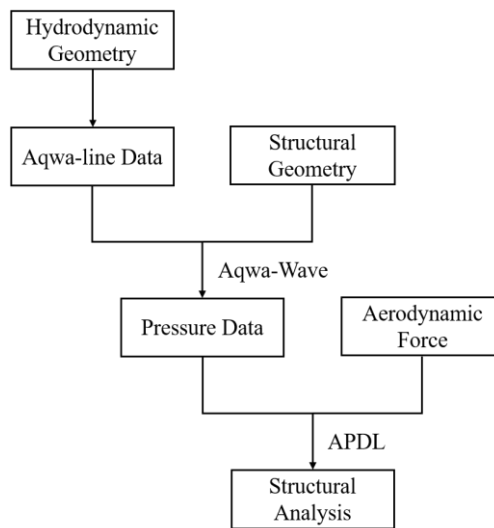 Hydrodynamic
Geometry
Aqwa-line Data
Structural
Geometry
Aqwa-Wave
Pressure Data
Aerodynamic
Force
APDL
Structural
Analysis